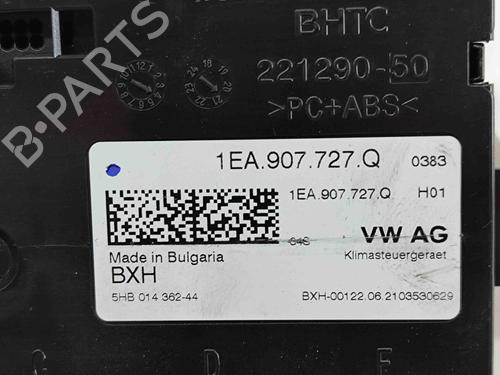 BHTC
221290-50
>PC+ABS<
1EA.907.727.Q 0383
1EA.907.727.Q H01
VW AG
Made in Bulgaria
Klimasteuergeraet
BXH
5HB 014 362-44
BXH-00122.06.2103530629
C D E